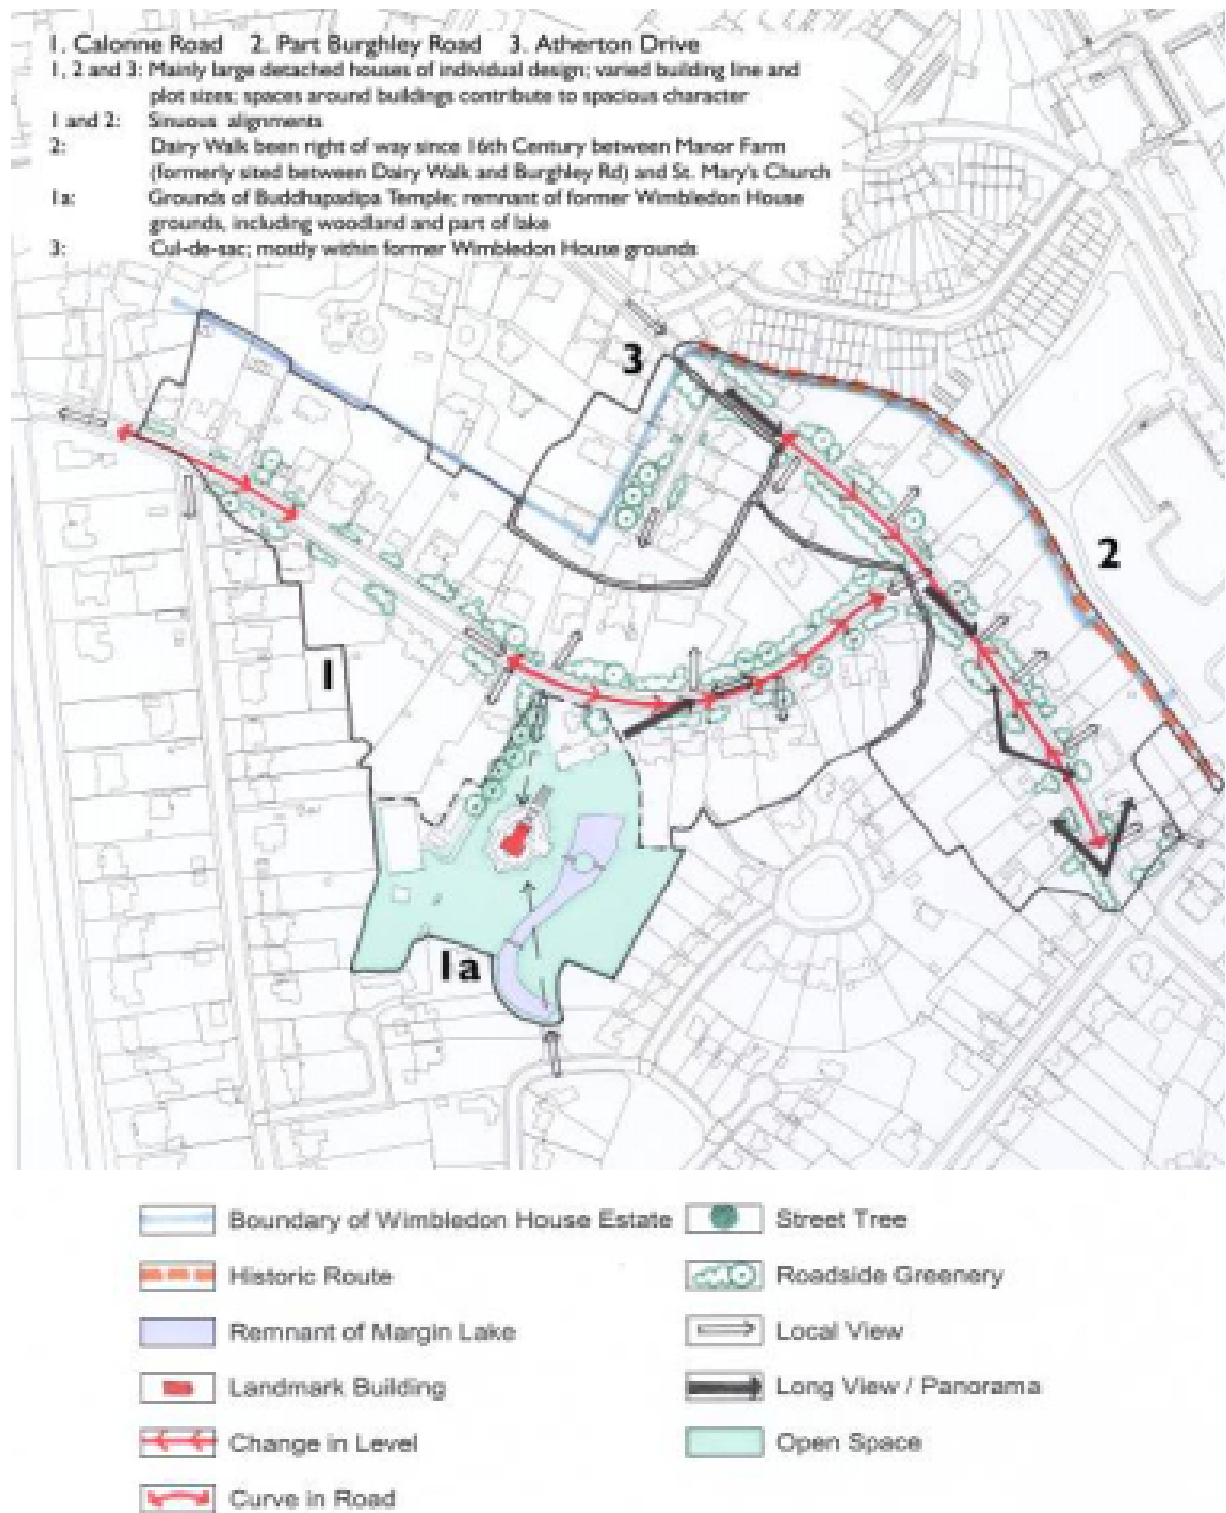 1. Calonne Road 2. Part Burghley Road 3. Atherton Drive
1, 2 and 3: Mainly large detached houses of individual design; varied building line and
plot sizes; spaces around buildings contribute to spacious character
1 and 2: Sinuous alignments
2: Dairy Walk been right of way since 16th Century between Manor Farm
(formerly sited between Dairy Walk and Burghley Rd) and St. Mary's Church
1a: Grounds of Buddhapadipa Temple; remnant of former Wimbledon House
grounds, including woodland and part of lake
3: Cul-de-sac; mostly within former Wimbledon House grounds
3
2
1
1a
Boundary of Wimbledon House Estate
Historic Route
Remnant of Margin Lake
Landmark Building
Change in Level
Curve in Road
Street Tree
Roadside Greenery
Local View
Long View / Panorama
Open Space